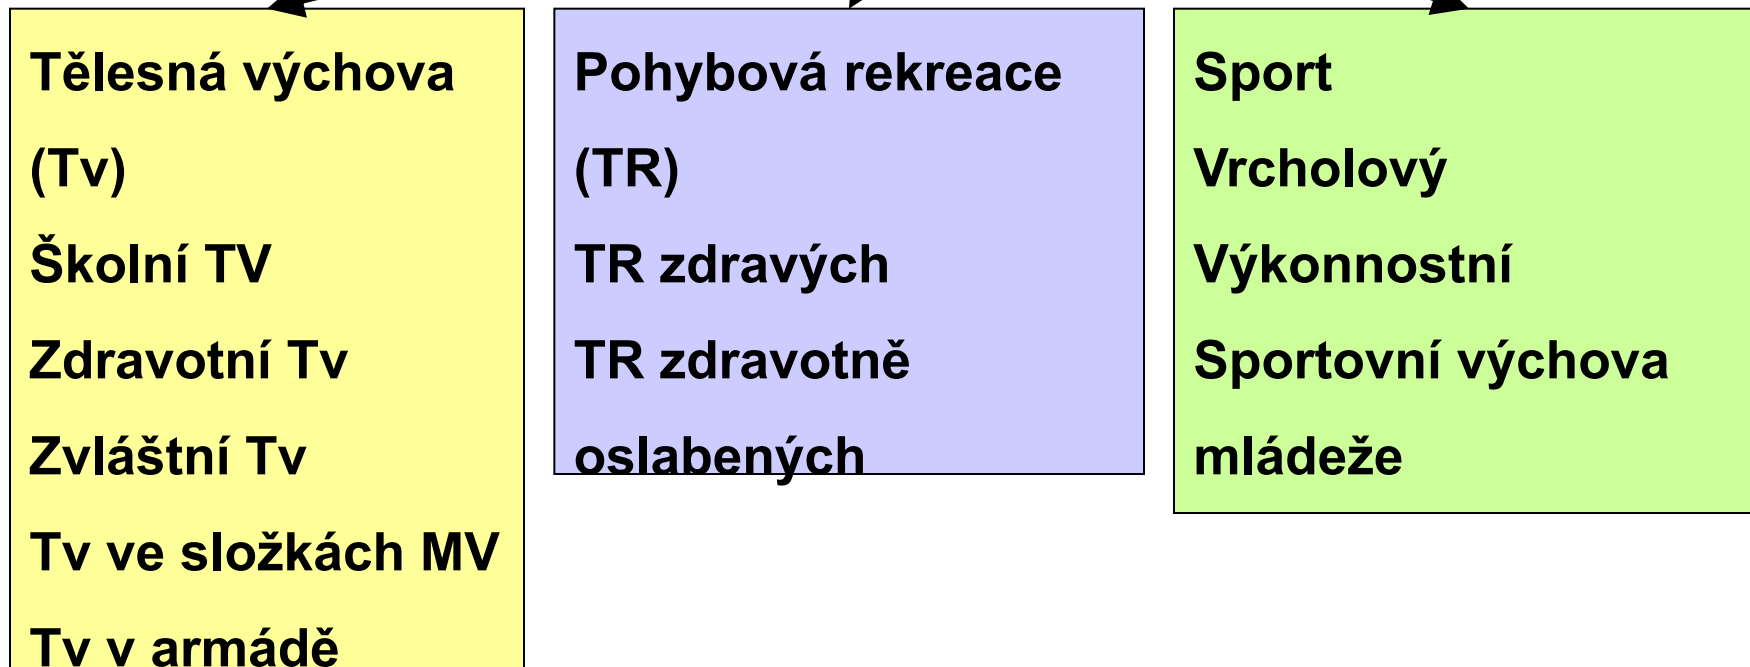 Tělesná výchova
(Tv)
Školní TV
Zdravotní Tv
Zvláštní Tv
Tv ve složkách MV
Tv v armádě
Pohybová rekreace
(TR)
TR zdravých
TR zdravotně
oslabených
Sport
Vrcholový
Výkonnostní
Sportovní výchova
mládeže